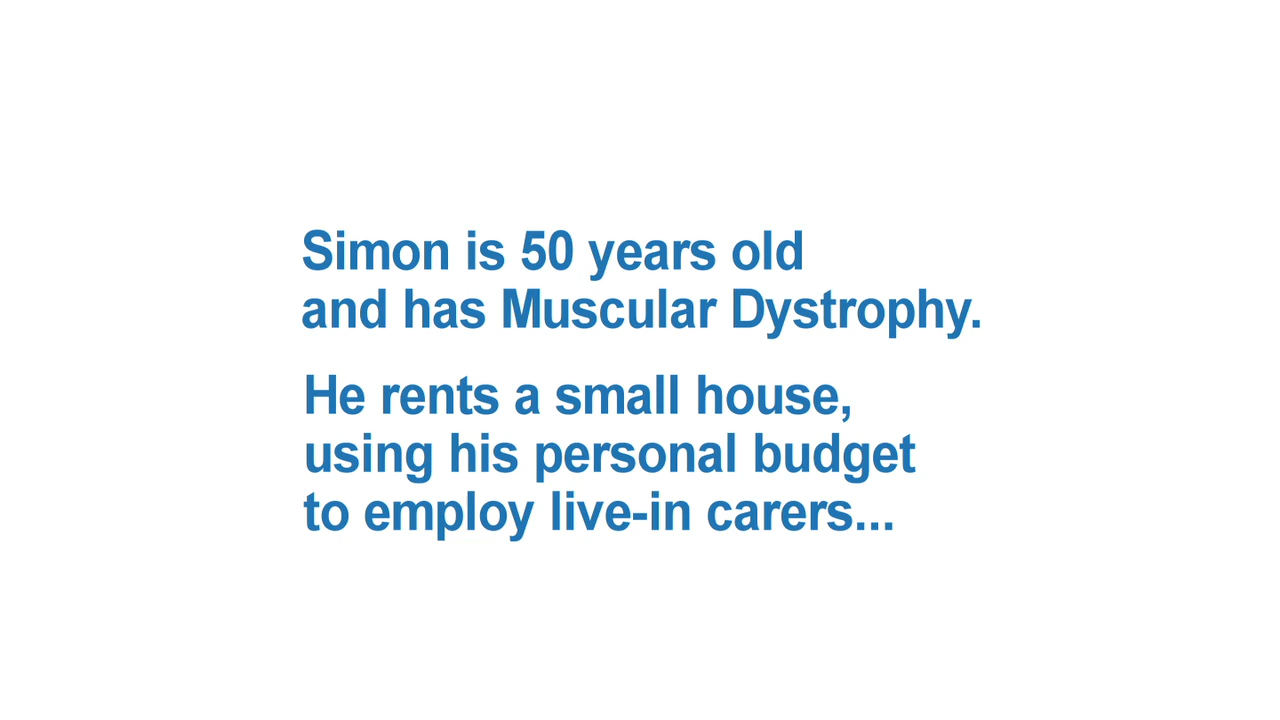 Simon is 50 years old
and has Muscular Dystrophy.
He rents a small house,
using his personal budget
to employ live-in carers...